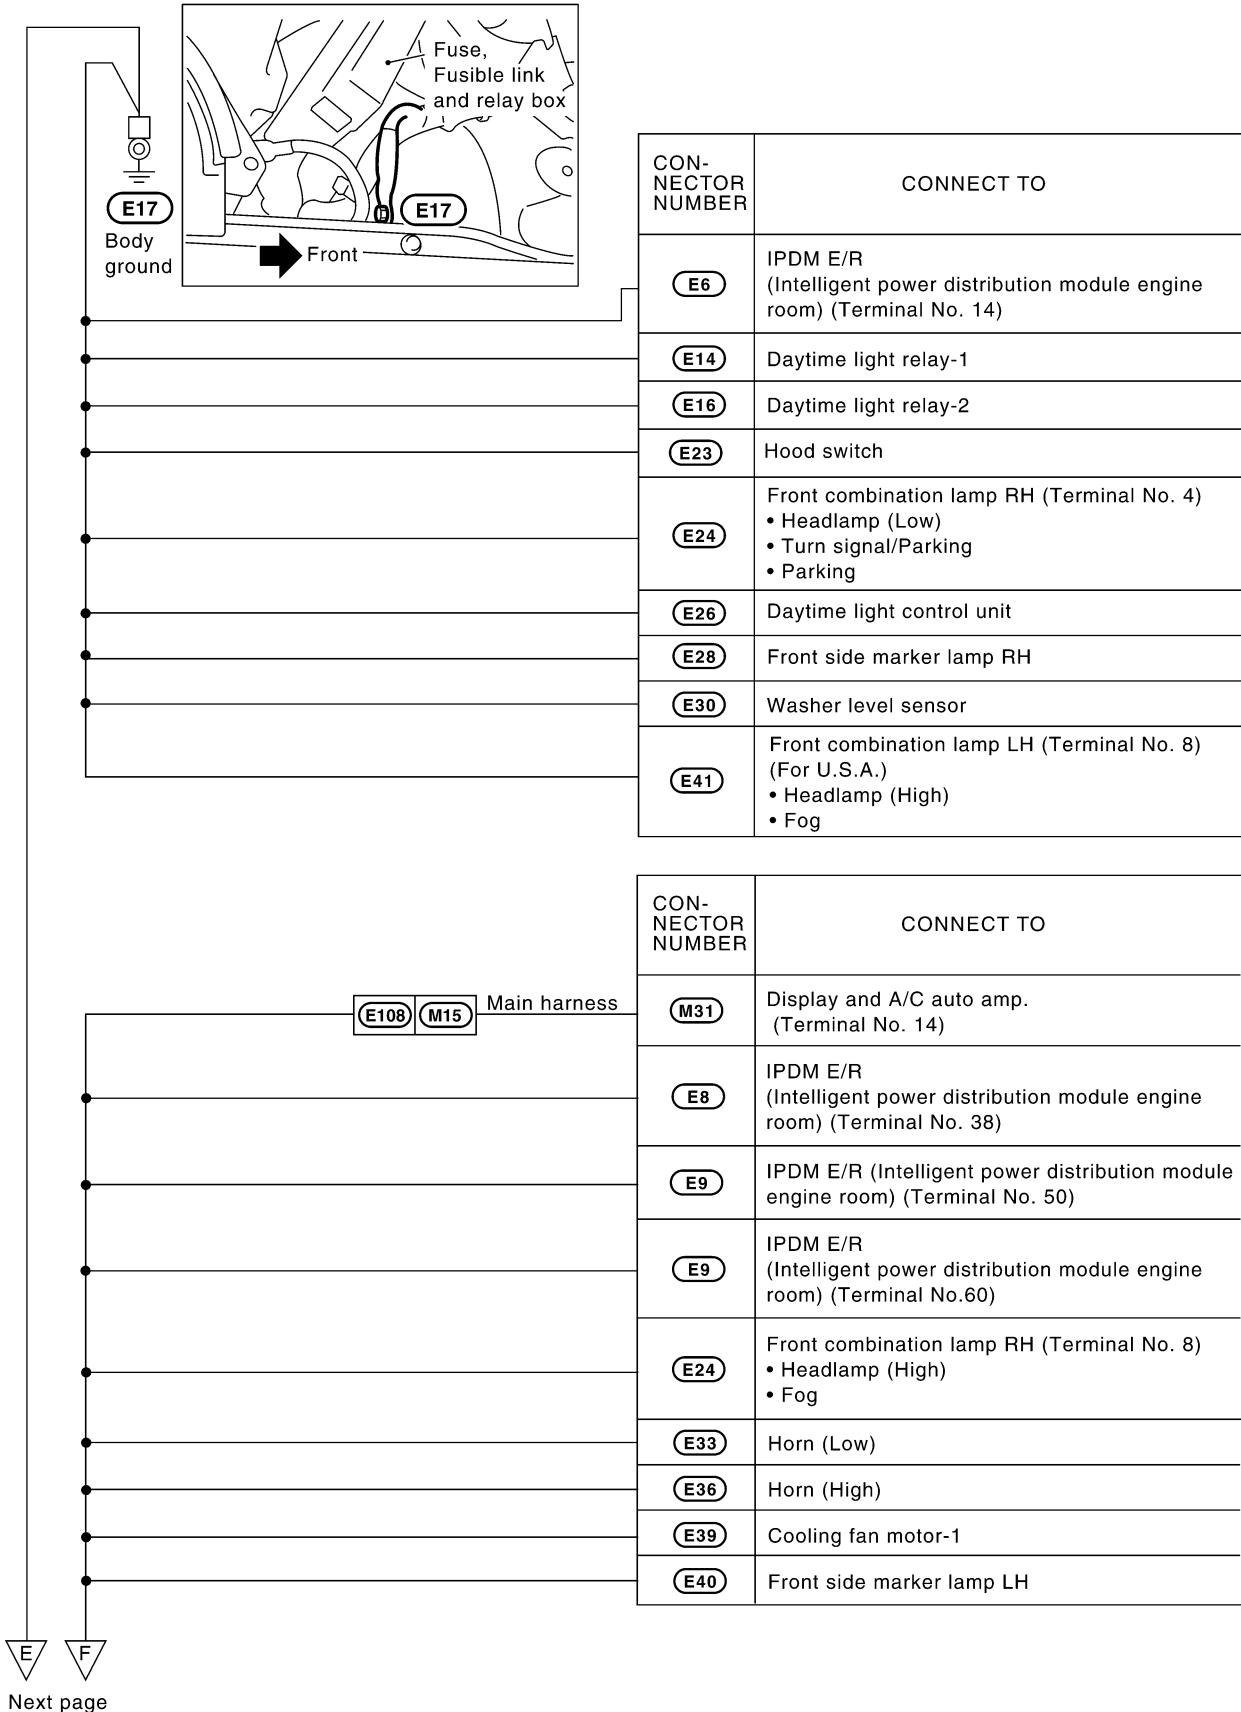 Fuse,
Fusible link
and relay box
E17
E17
Body
ground
Front
CON-
NECTOR
NUMBER
CONNECT TO
E6
IPDM E/R
(Intelligent power distribution module engine
room) (Terminal No. 14)
E14
Daytime light relay-1
E16
Daytime light relay-2
E23
Hood switch
E24
Front combination lamp RH (Terminal No. 4)
• Headlamp (Low)
• Turn signal/Parking
• Parking
E26
Daytime light control unit
E28
Front side marker lamp RH
E30
Washer level sensor
E41
Front combination lamp LH (Terminal No. 8)
(For U.S.A.)
• Headlamp (High)
• Fog
CON-
NECTOR
NUMBER
CONNECT TO
E108
M15
Main harness
M31
Display and A/C auto amp.
(Terminal No. 14)
E8
IPDM E/R
(Intelligent power distribution module engine
room) (Terminal No. 38)
E9
IPDM E/R (Intelligent power distribution module
engine room) (Terminal No. 50)
E9
IPDM E/R
(Intelligent power distribution module engine
room) (Terminal No.60)
E24
Front combination lamp RH (Terminal No. 8)
• Headlamp (High)
• Fog
E33
Horn (Low)
E36
Horn (High)
E39
Cooling fan motor-1
E40
Front side marker lamp LH
E
F
Next page